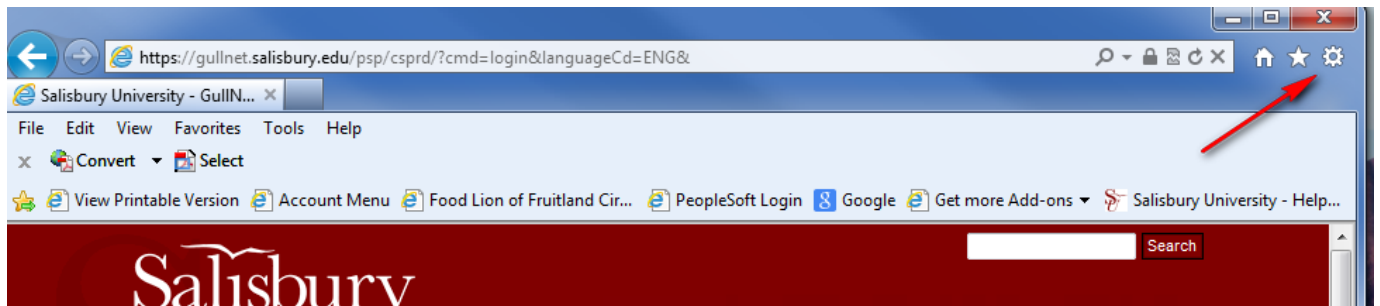 https://gullnet.salisbury.edu/psp/csprd/?cmd=login&languageCd=ENG&
Salisbury University - GullN...
File Edit View Favorites Tools Help
x Convert Select
View Printable Version Account Menu Food Lion of Fruitland Cir... PeopleSoft Login Google Get more Add-ons Salisbury University - Help...
Search
Salisbury